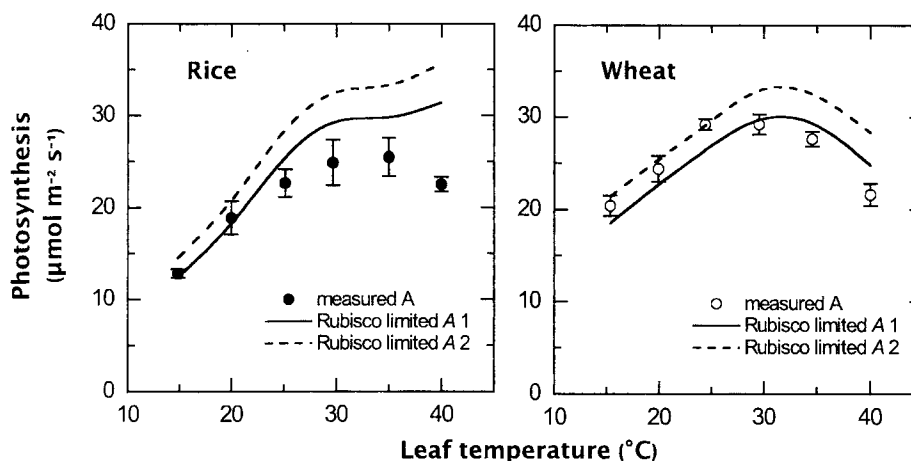 Photosynthesis
(µmol m⁻² s⁻¹)
40
30
20
10
0
Rice
measured A
Rubisco limited A 1
Rubisco limited A 2
10
20
30
40
40
30
20
10
0
Wheat
measured A
Rubisco limited A 1
Rubisco limited A 2
10
20
30
40
Leaf temperature (°C)